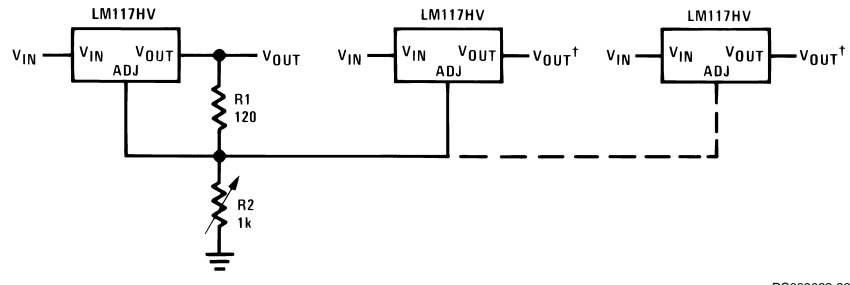 LM117HV
LM117HV
LM117HV
VIN
VIN VOUT
ADJ
VOUT
VIN
VIN VOUT
ADJ
VOUT†
VIN
VIN VOUT
ADJ
VOUT†
R1
120
R2
1k